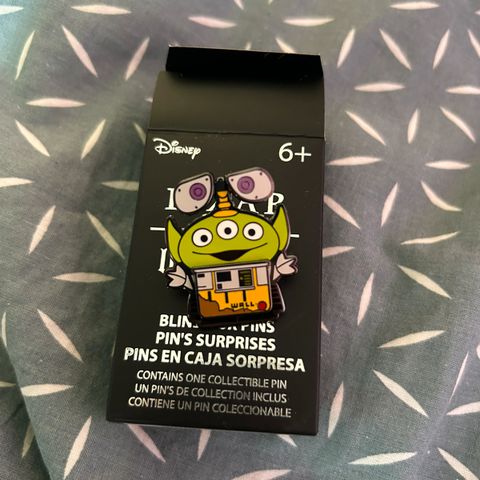 Disney
6+
PIN'S SURPRISES
PINS EN CAJA SORPRESA
CONTAINS ONE COLLECTIBLE PIN
UN PIN'S DE COLLECTION INCLUS
CONTIENE UN PIN COLECCIONABLE
WALL